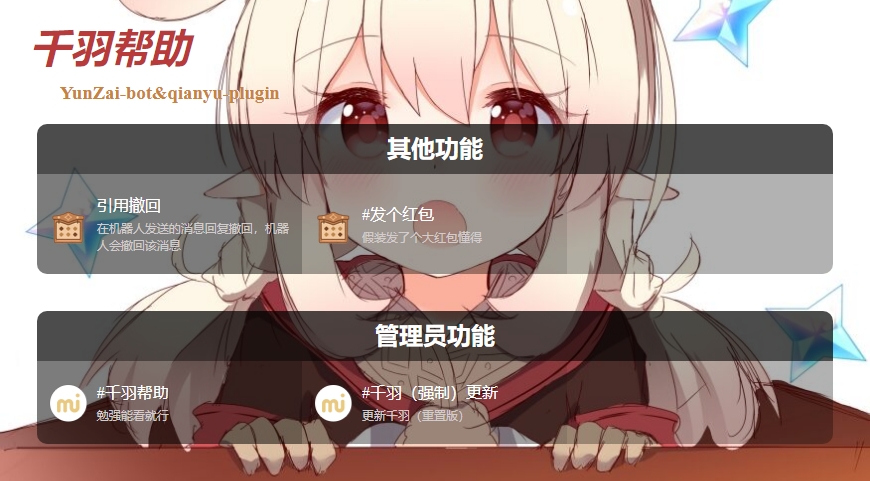 千羽帮助
YunZai-bot&qianyu-plugin
其他功能
引用撤回
在机器人发送的消息回复撤回，机器
人会撤回该消息
#发个红包
假装发了个大红包懂得
管理员功能
#千羽帮助
勉强能看就行
#千羽（强制）更新
更新千羽（重置版）
mi
mi